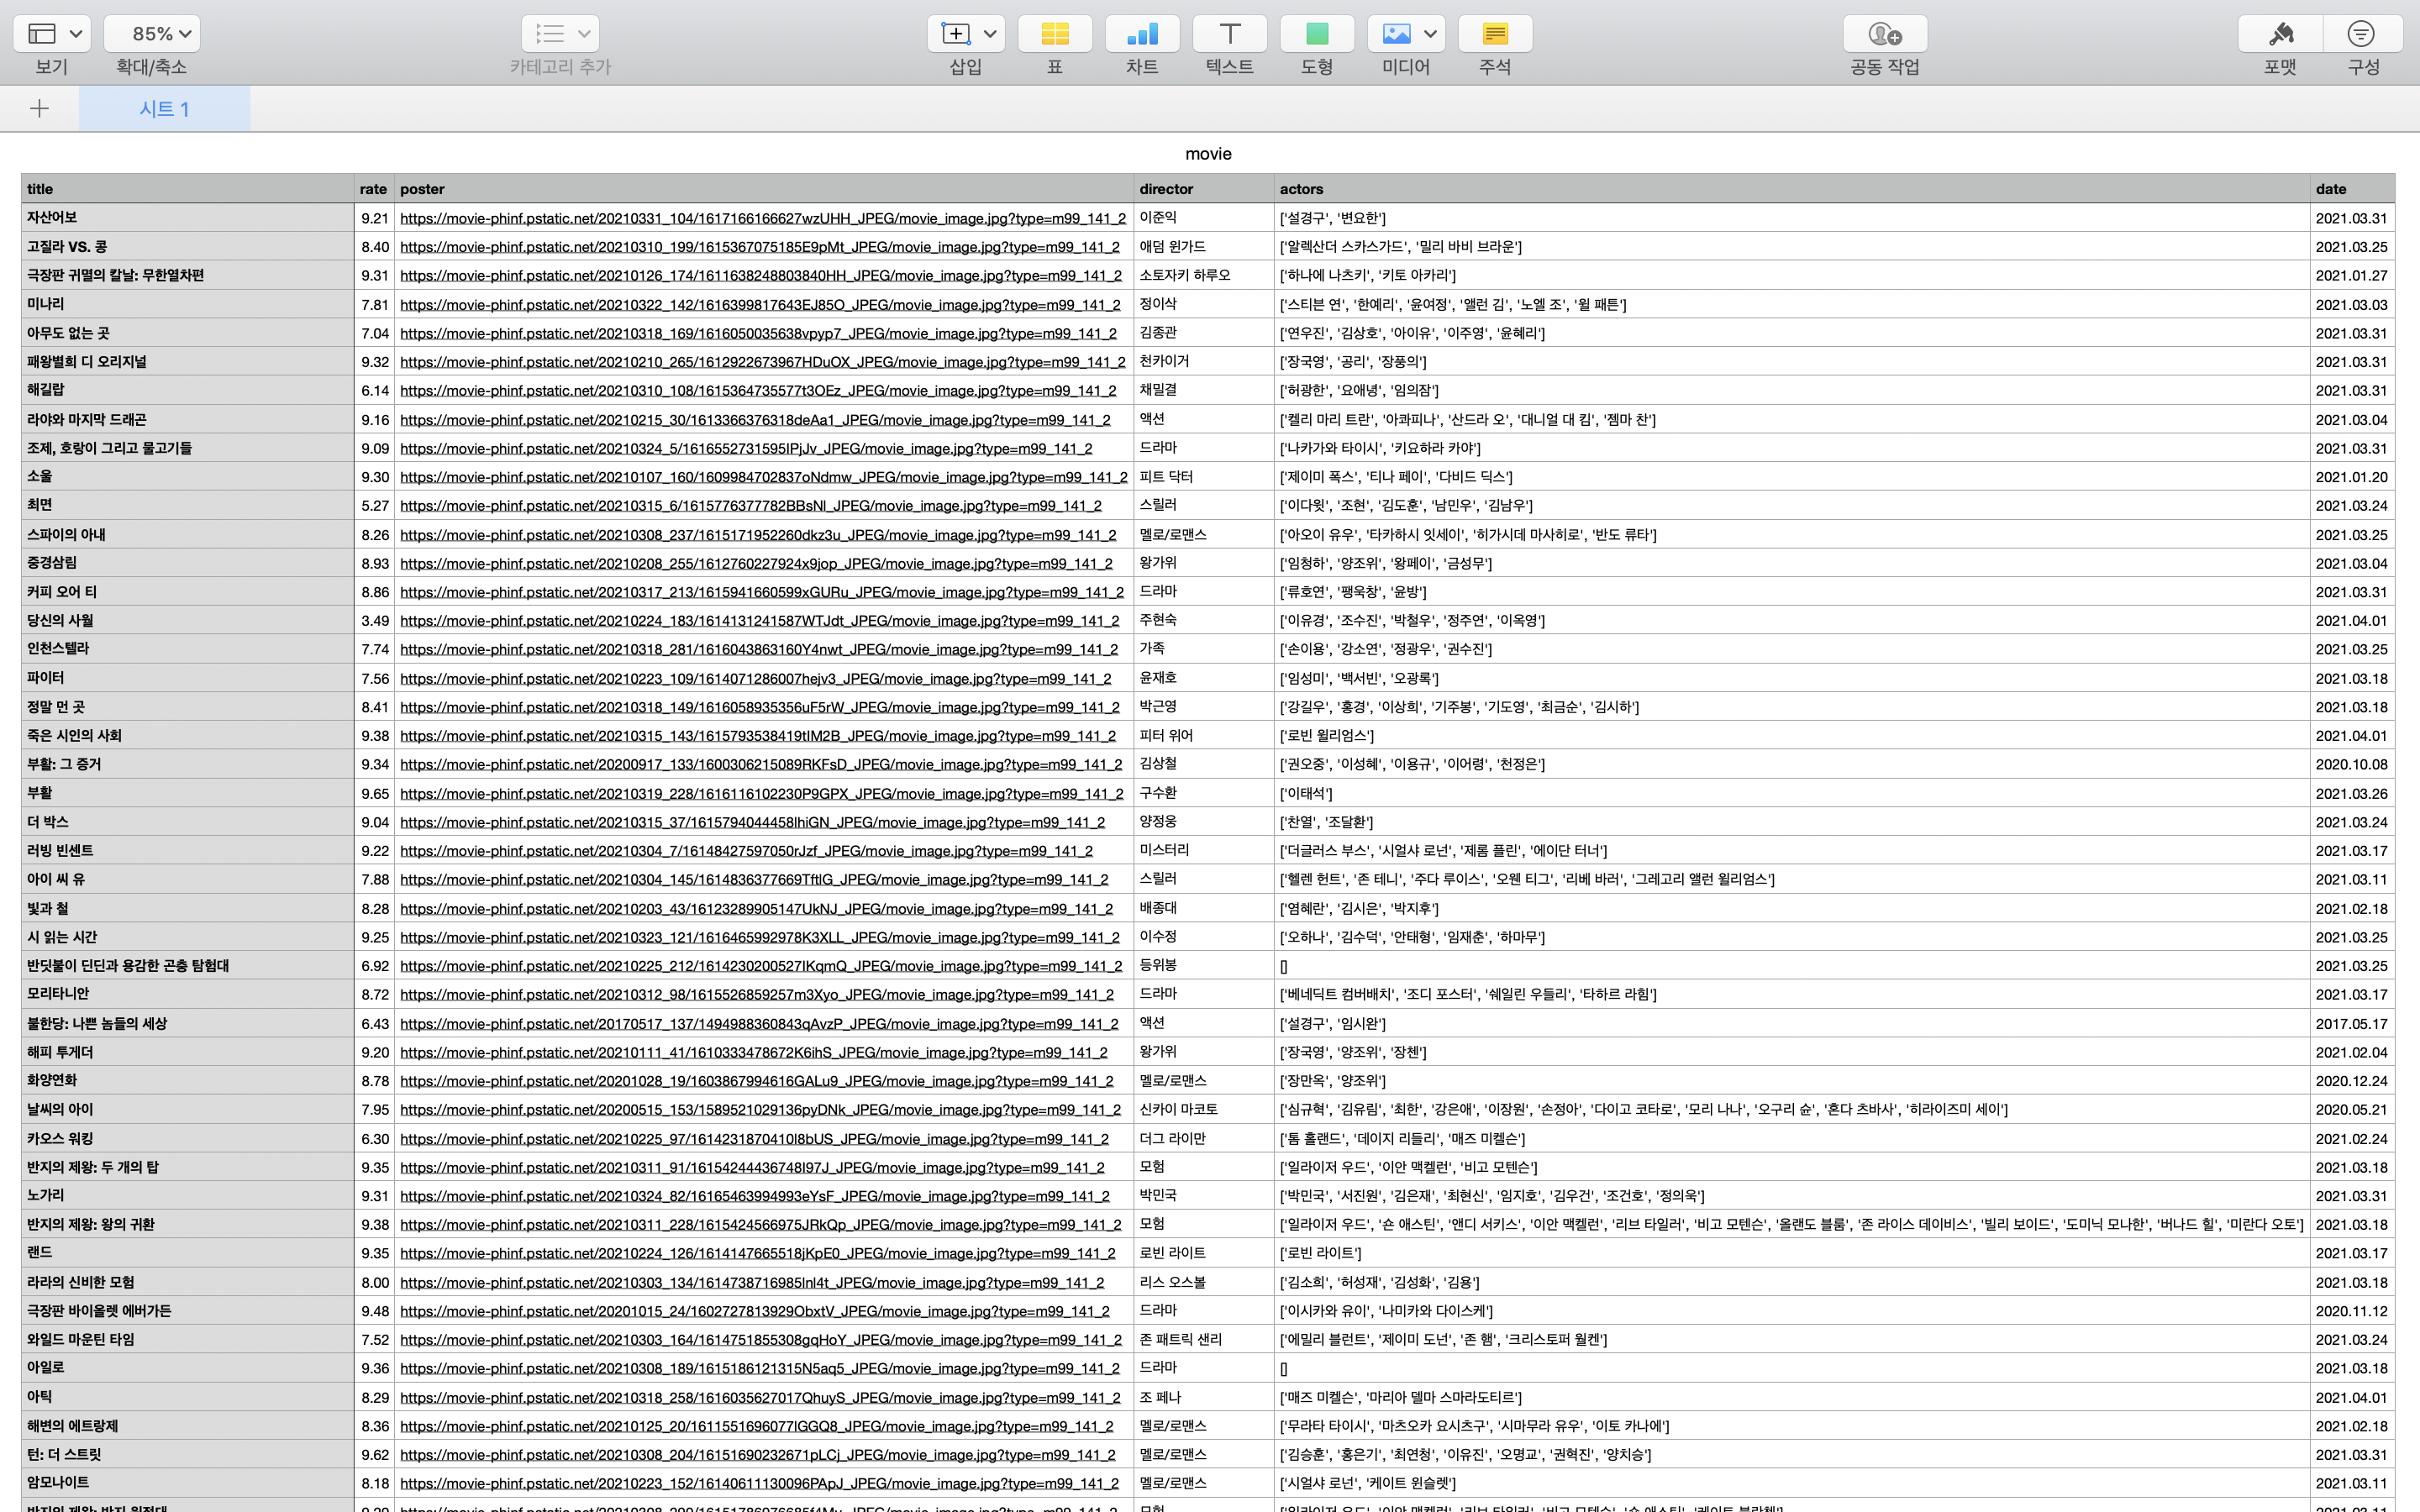 85%
보기 확대/축소 카테고리 추가 삽입 표 차트 텍스트 도형 미디어 주석 공동 작업 포맷 구성
시트 1
movie
title rate poster director actors date
자산어보 9.21 https://movie-phinf.pstatic.net/20210331_104/1617166166627wzUHH_JPEG/movie_image.jpg?type=m99_141_2 이준익 ['설경구', '변요한'] 2021.03.31
고질라 VS. 콩 8.40 https://movie-phinf.pstatic.net/20210310_199/1615367075185E9pMt_JPEG/movie_image.jpg?type=m99_141_2 애덤 윈가드 ['알렉산더 스카스가드', '밀리 바비 브라운'] 2021.03.25
극장판 귀멸의 칼날: 무한열차편 9.31 https://movie-phinf.pstatic.net/20210126_174/1611638248803840HH_JPEG/movie_image.jpg?type=m99_141_2 소토자키 하루오 ['하나에 나츠키', '키토 아카리'] 2021.01.27
미나리 7.81 https://movie-phinf.pstatic.net/20210322_142/1616399817643EJ85O_JPEG/movie_image.jpg?type=m99_141_2 정이삭 ['스티븐 연', '한예리', '윤여정', '앨런 김', '노엘 조', '윌 패튼'] 2021.03.03
아무도 없는 곳 7.04 https://movie-phinf.pstatic.net/20210318_169/1616050035638vpyp7_JPEG/movie_image.jpg?type=m99_141_2 김종관 ['연우진', '김상호', '아이유', '이주영', '윤혜리'] 2021.03.31
패왕별희 디 오리지널 9.32 https://movie-phinf.pstatic.net/20210210_265/1612922673967HDuOX_JPEG/movie_image.jpg?type=m99_141_2 천카이거 ['장국영', '공리', '장풍의'] 2021.03.31
해길랍 6.14 https://movie-phinf.pstatic.net/20210310_108/1615364735577t3OEz_JPEG/movie_image.jpg?type=m99_141_2 채밀결 ['허광한', '요애녕', '임의잠'] 2021.03.31
라야와 마지막 드래곤 9.16 https://movie-phinf.pstatic.net/20210215_30/1613366376318deAa1_JPEG/movie_image.jpg?type=m99_141_2 액션 ['켈리 마리 트란', '아콰피나', '산드라 오', '대니얼 대 킴', '젬마 찬'] 2021.03.04
조제, 호랑이 그리고 물고기들 9.09 https://movie-phinf.pstatic.net/20210324_5/1616552731595IPjJv_JPEG/movie_image.jpg?type=m99_141_2 드라마 ['나카가와 타이시', '키요하라 카야'] 2021.03.31
소울 9.30 https://movie-phinf.pstatic.net/20210107_160/1609984702837oNdmw_JPEG/movie_image.jpg?type=m99_141_2 피트 닥터 ['제이미 폭스', '티나 페이', '다비드 딕스'] 2021.01.20
최면 5.27 https://movie-phinf.pstatic.net/20210315_6/1615776377782BBsNl_JPEG/movie_image.jpg?type=m99_141_2 스릴러 ['이다윗', '조현', '김도훈', '남민우', '김남우'] 2021.03.24
스파이의 아내 8.26 https://movie-phinf.pstatic.net/20210308_237/1615171952260dkz3u_JPEG/movie_image.jpg?type=m99_141_2 멜로/로맨스 ['아오이 유우', '타카하시 잇세이', '히가시데 마사히로', '반도 류타'] 2021.03.25
중경삼림 8.93 https://movie-phinf.pstatic.net/20210208_255/1612760227924x9jop_JPEG/movie_image.jpg?type=m99_141_2 왕가위 ['임청하', '양조위', '왕페이', '금성무'] 2021.03.04
커피 오어 티 8.86 https://movie-phinf.pstatic.net/20210317_213/1615941660599xGURu_JPEG/movie_image.jpg?type=m99_141_2 드라마 ['류호연', '팽욱창', '윤방'] 2021.03.31
당신의 사월 3.49 https://movie-phinf.pstatic.net/20210224_183/1614131241587WTJdt_JPEG/movie_image.jpg?type=m99_141_2 주현숙 ['이유경', '조수진', '박철우', '정주연', '이옥영'] 2021.04.01
인천스텔라 7.74 https://movie-phinf.pstatic.net/20210318_281/1616043863160Y4nwt_JPEG/movie_image.jpg?type=m99_141_2 가족 ['손이용', '강소연', '정광우', '권수진'] 2021.03.25
파이터 7.56 https://movie-phinf.pstatic.net/20210223_109/1614071286007hejv3_JPEG/movie_image.jpg?type=m99_141_2 윤재호 ['임성미', '백서빈', '오광록'] 2021.03.18
정말 먼 곳 8.41 https://movie-phinf.pstatic.net/20210318_149/1616058935356uF5rW_JPEG/movie_image.jpg?type=m99_141_2 박근영 ['강길우', '홍경', '이상희', '기주봉', '기도영', '최금순', '김시하'] 2021.03.18
죽은 시인의 사회 9.38 https://movie-phinf.pstatic.net/20210315_143/1615793538419tIM2B_JPEG/movie_image.jpg?type=m99_141_2 피터 위어 ['로빈 윌리엄스'] 2021.04.01
부활: 그 증거 9.34 https://movie-phinf.pstatic.net/20200917_133/1600306215089RKFsD_JPEG/movie_image.jpg?type=m99_141_2 김상철 ['권오중', '이성혜', '이용규', '이어령', '천정은'] 2020.10.08
부활 9.65 https://movie-phinf.pstatic.net/20210319_228/1616116102230P9GPX_JPEG/movie_image.jpg?type=m99_141_2 구수환 ['이태석'] 2021.03.26
더 박스 9.04 https://movie-phinf.pstatic.net/20210315_37/1615794044458lhiGN_JPEG/movie_image.jpg?type=m99_141_2 양정웅 ['찬열', '조달환'] 2021.03.24
러빙 빈센트 9.22 https://movie-phinf.pstatic.net/20210304_7/16148427597050rJzf_JPEG/movie_image.jpg?type=m99_141_2 미스터리 ['더글러스 부스', '시얼샤 로넌', '제롬 플린', '에이단 터너'] 2021.03.17
아이 씨 유 7.88 https://movie-phinf.pstatic.net/20210304_145/1614836377669TftlG_JPEG/movie_image.jpg?type=m99_141_2 스릴러 ['헬렌 헌트', '존 테니', '주다 루이스', '오웬 티그', '리베 바러', '그레고리 앨런 윌리엄스'] 2021.03.11
빛과 철 8.28 https://movie-phinf.pstatic.net/20210203_43/16123289905147UkNJ_JPEG/movie_image.jpg?type=m99_141_2 배종대 ['염혜란', '김시은', '박지후'] 2021.02.18
시 읽는 시간 9.25 https://movie-phinf.pstatic.net/20210323_121/1616465992978K3XLL_JPEG/movie_image.jpg?type=m99_141_2 이수정 ['오하나', '김수덕', '안태형', '임재춘', '하마무'] 2021.03.25
반딧불이 딘딘과 용감한 곤충 탐험대 6.92 https://movie-phinf.pstatic.net/20210225_212/1614230200527IKqmQ_JPEG/movie_image.jpg?type=m99_141_2 등위봉 [] 2021.03.25
모리타니안 8.72 https://movie-phinf.pstatic.net/20210312_98/1615526859257m3Xyo_JPEG/movie_image.jpg?type=m99_141_2 드라마 ['베네딕트 컴버배치', '조디 포스터', '쉐일린 우들리', '타하르 라힘'] 2021.03.17
불한당: 나쁜 놈들의 세상 6.43 https://movie-phinf.pstatic.net/20170517_137/1494988360843qAvzP_JPEG/movie_image.jpg?type=m99_141_2 액션 ['설경구', '임시완'] 2017.05.17
해피 투게더 9.20 https://movie-phinf.pstatic.net/20210111_41/1610333478672K6ihS_JPEG/movie_image.jpg?type=m99_141_2 왕가위 ['장국영', '양조위', '장첸'] 2021.02.04
화양연화 8.78 https://movie-phinf.pstatic.net/20201028_19/1603867994616GALu9_JPEG/movie_image.jpg?type=m99_141_2 멜로/로맨스 ['장만옥', '양조위'] 2020.12.24
날씨의 아이 7.95 https://movie-phinf.pstatic.net/20200515_153/1589521029136pyDNk_JPEG/movie_image.jpg?type=m99_141_2 신카이 마코토 ['심규혁', '김유림', '최한', '강은애', '이장원', '손정아', '다이고 코타로', '모리 나나', '오구리 슌', '혼다 츠바사', '히라이즈미 세이'] 2020.05.21
카오스 워킹 6.30 https://movie-phinf.pstatic.net/20210225_97/1614231870410l8bUS_JPEG/movie_image.jpg?type=m99_141_2 더그 라이만 ['톰 홀랜드', '데이지 리들리', '매즈 미켈슨'] 2021.02.24
반지의 제왕: 두 개의 탑 9.35 https://movie-phinf.pstatic.net/20210311_91/16154244436748I97J_JPEG/movie_image.jpg?type=m99_141_2 모험 ['일라이저 우드', '이안 맥켈런', '비고 모텐슨'] 2021.03.18
노가리 9.31 https://movie-phinf.pstatic.net/20210324_82/16165463994993eYsF_JPEG/movie_image.jpg?type=m99_141_2 박민국 ['박민국', '서진원', '김은재', '최현신', '임지호', '김우건', '조건호', '정의욱'] 2021.03.31
반지의 제왕: 왕의 귀환 9.38 https://movie-phinf.pstatic.net/20210311_228/1615424566975JRkQp_JPEG/movie_image.jpg?type=m99_141_2 모험 ['일라이저 우드', '숀 애스틴', '앤디 서키스', '이안 맥켈런', '리브 타일러', '비고 모텐슨', '올랜도 블룸', '존 라이스 데이비스', '빌리 보이드', '도미닉 모나한', '버나드 힐', '미란다 오토'] 2021.03.18
랜드 9.35 https://movie-phinf.pstatic.net/20210224_126/1614147665518jKpE0_JPEG/movie_image.jpg?type=m99_141_2 로빈 라이트 ['로빈 라이트'] 2021.03.17
라라의 신비한 모험 8.00 https://movie-phinf.pstatic.net/20210303_134/1614738716985lnl4t_JPEG/movie_image.jpg?type=m99_141_2 리스 오스볼 ['김소희', '허성재', '김성화', '김용'] 2021.03.18
극장판 바이올렛 에버가든 9.48 https://movie-phinf.pstatic.net/20201015_24/1602727813929ObxtV_JPEG/movie_image.jpg?type=m99_141_2 드라마 ['이시카와 유이', '나미카와 다이스케'] 2020.11.12
와일드 마운틴 타임 7.52 https://movie-phinf.pstatic.net/20210303_164/1614751855308gqHoY_JPEG/movie_image.jpg?type=m99_141_2 존 패트릭 샌리 ['에밀리 블런트', '제이미 도넌', '존 햄', '크리스토퍼 월켄'] 2021.03.24
아일로 9.36 https://movie-phinf.pstatic.net/20210308_189/1615186121315N5aq5_JPEG/movie_image.jpg?type=m99_141_2 드라마 [] 2021.03.18
아틱 8.29 https://movie-phinf.pstatic.net/20210318_258/1616035627017QhuyS_JPEG/movie_image.jpg?type=m99_141_2 조 페나 ['매즈 미켈슨', '마리아 델마 스마라도티르'] 2021.04.01
해변의 에트랑제 8.36 https://movie-phinf.pstatic.net/20210125_20/1611551696077IGGQ8_JPEG/movie_image.jpg?type=m99_141_2 멜로/로맨스 ['무라타 타이시', '마츠오카 요시츠구', '시마무라 유우', '이토 카나에'] 2021.02.18
턴: 더 스트릿 9.62 https://movie-phinf.pstatic.net/20210308_204/16151690232671pLCj_JPEG/movie_image.jpg?type=m99_141_2 멜로/로맨스 ['김승훈', '홍은기', '최연청', '이유진', '오명교', '권혁진', '양치승'] 2021.03.31
암모나이트 8.18 https://movie-phinf.pstatic.net/20210223_152/16140611130096PApJ_JPEG/movie_image.jpg?type=m99_141_2 멜로/로맨스 ['시얼샤 로넌', '케이트 윈슬렛'] 2021.03.11